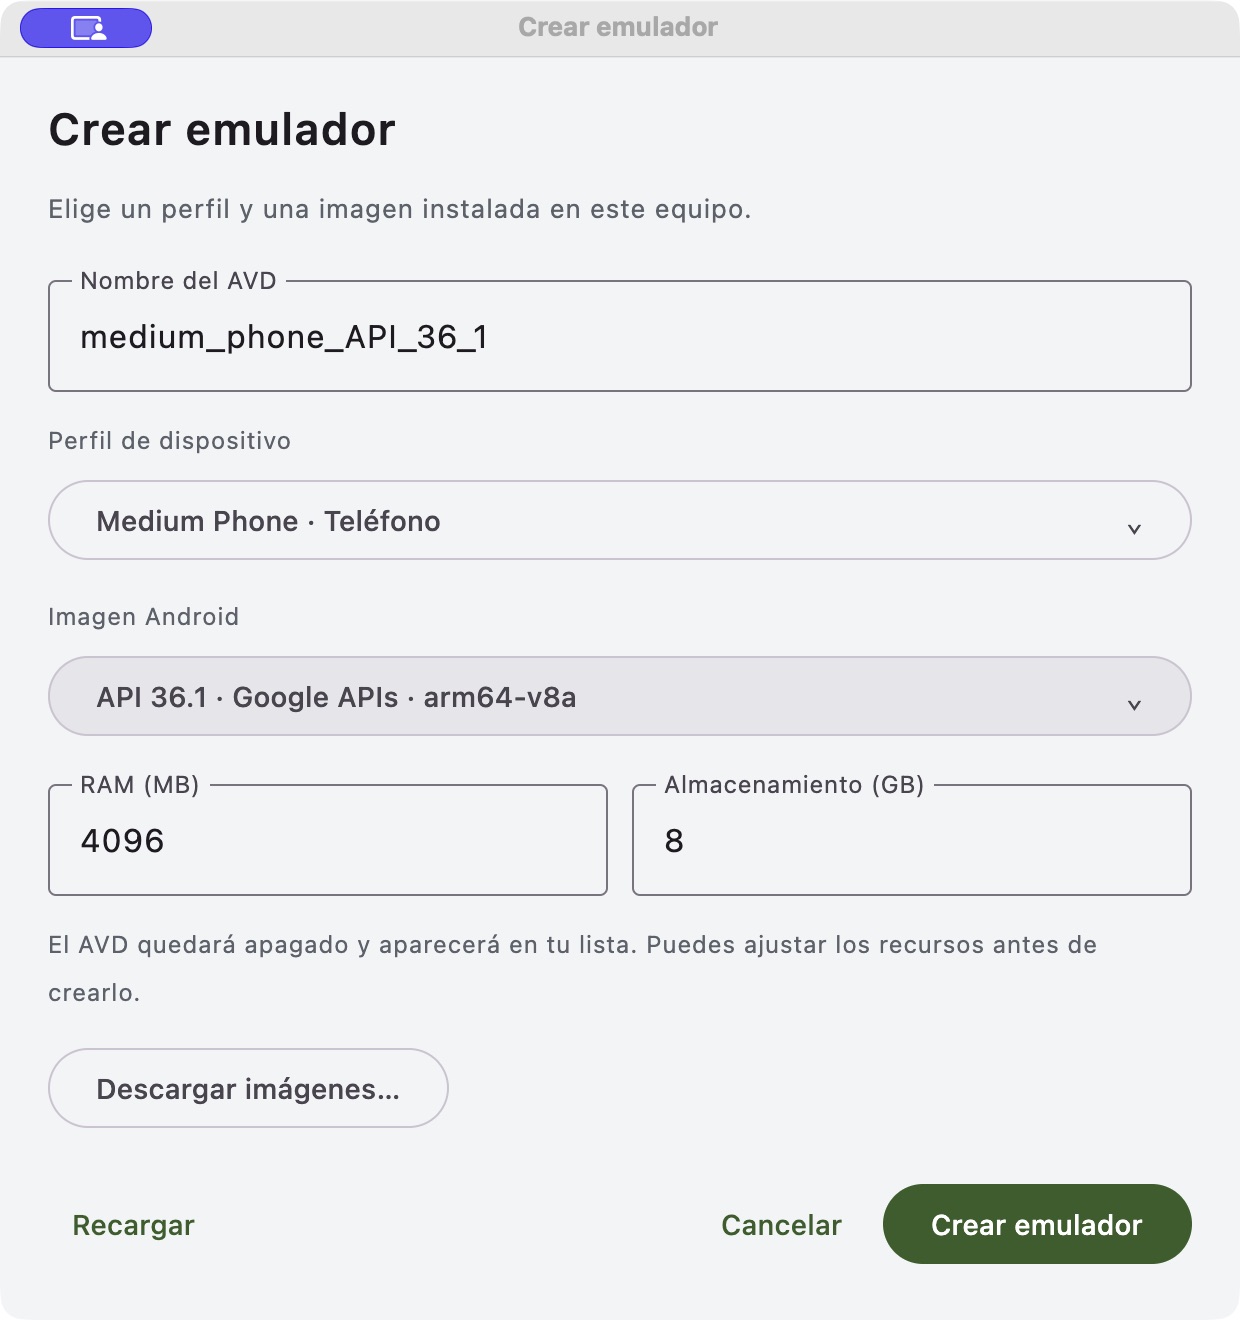 Crear emulador
Crear emulador
Elige un perfil y una imagen instalada en este equipo.
Nombre del AVD
medium_phone_API_36_1
Perfil de dispositivo
Medium Phone · Teléfono
Imagen Android
API 36.1 · Google APIs · arm64-v8a
RAM (MB)
4096
Almacenamiento (GB)
8
El AVD quedará apagado y aparecerá en tu lista. Puedes ajustar los recursos antes de
crearlo.
Descargar imágenes...
Recargar
Cancelar
Crear emulador